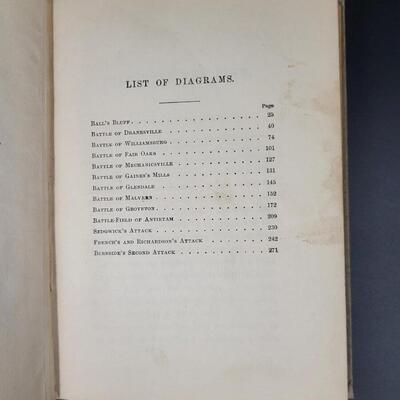 LIST OF DIAGRAMS.
Page
Ball's Bluff . . . . . . . . . . . . . 25
Battle of Dranesville . . . . . . . . . . 40
Battle of Williamsburg . . . . . . . . . . 74
Battle of Fair Oaks . . . . . . . . . . 101
Battle of Mechanicsville . . . . . . . . . 127
Battle of Gaines's Mills . . . . . . . . . 131
Battle of Glendale . . . . . . . . . . 145
Battle of Malvern . . . . . . . . . . 152
Battle of Groveton . . . . . . . . . . 172
Battle-Field of Antietam . . . . . . . . . 209
Sedgwick's Attack . . . . . . . . . . 230
French's and Richardson's Attack . . . . . . . 242
Burnside's Second Attack . . . . . . . . . 271